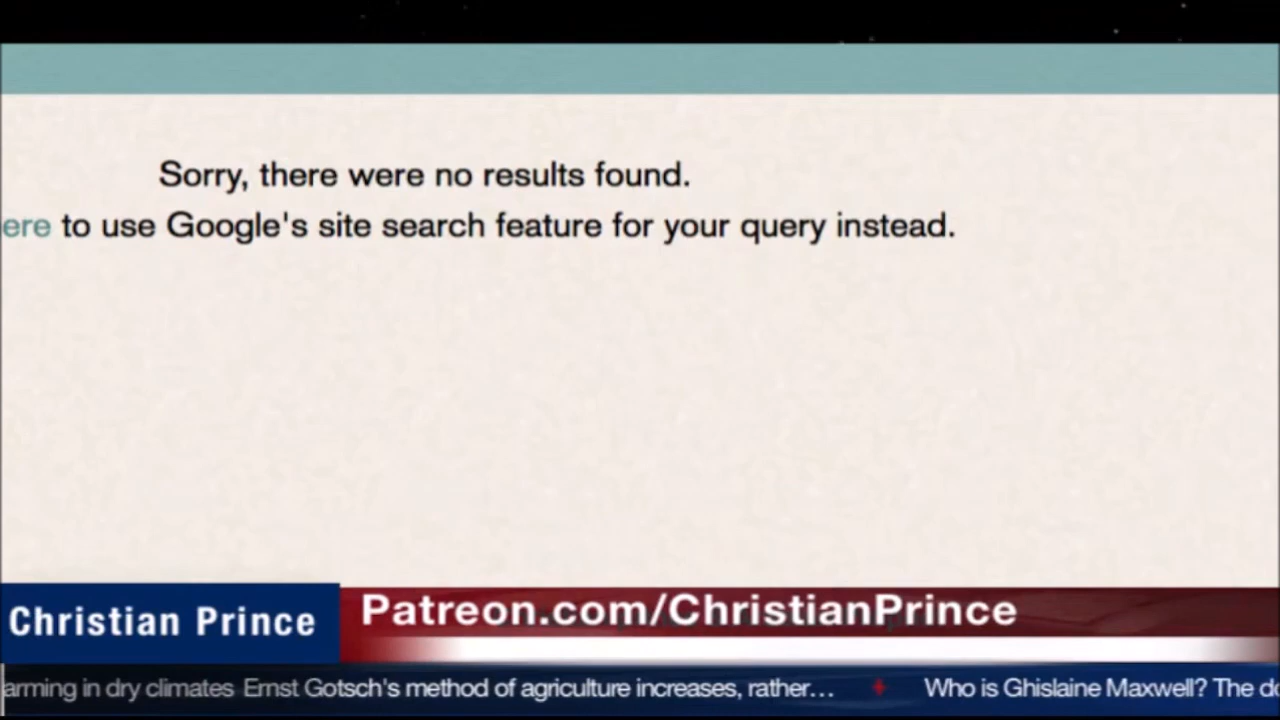 Sorry, there were no results found.
ere to use Google's site search feature for your query instead.
Christian Prince
Patreon.com/ChristianPrince
arming in dry climates Ernst Gotsch's method of agriculture increases, rather… Who is Ghislaine Maxwell? The do